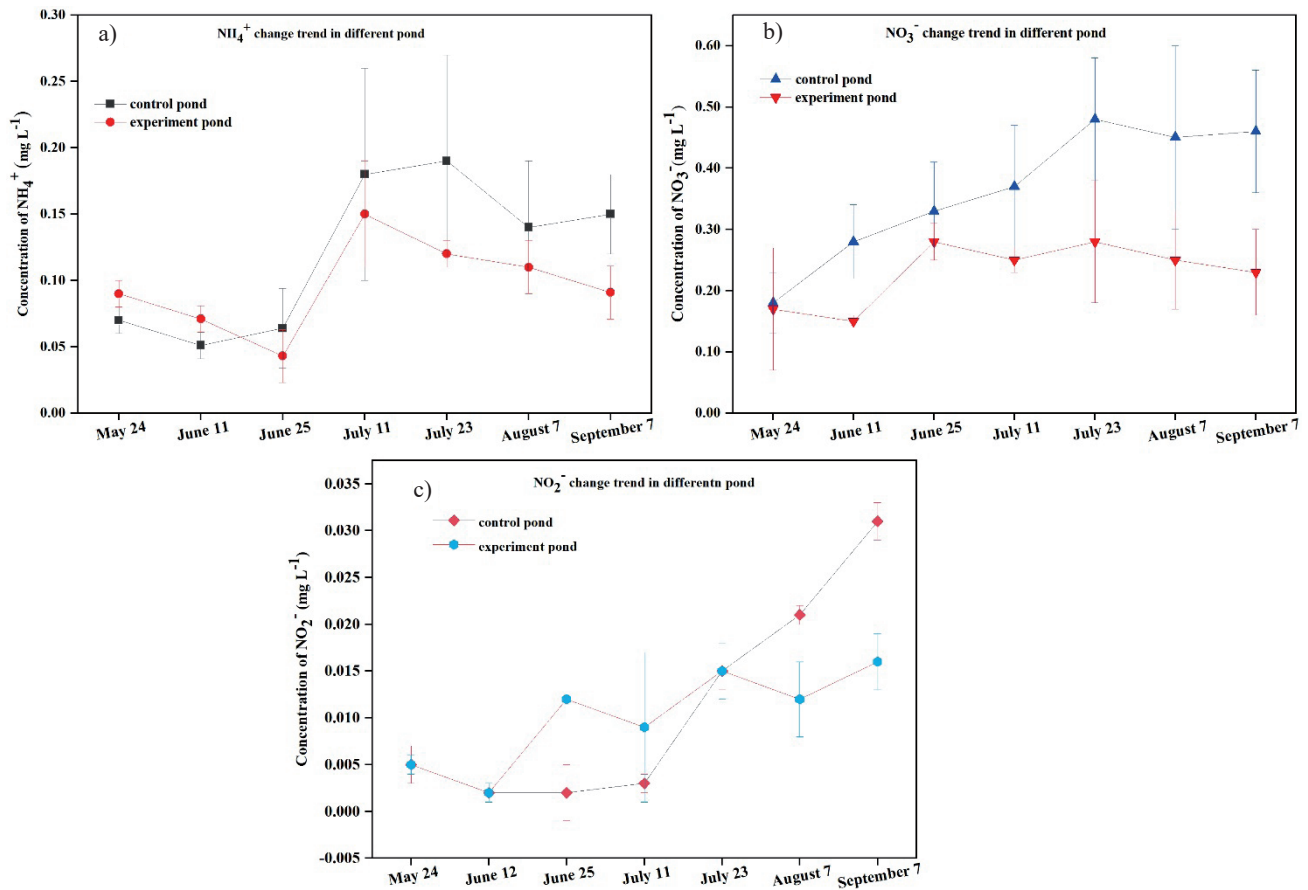 a)
NH₄⁺ change trend in different pond
control pond
experiment pond
Concentration of NH₄⁺ (mg L⁻¹)
0.30
0.25
0.20
0.15
0.10
0.05
0.00
May 24
June 11
June 25
July 11
July 23
August 7
September 7
b)
NO₃⁻ change trend in different pond
control pond
experiment pond
Concentration of NO₃⁻ (mg L⁻¹)
0.60
0.50
0.40
0.30
0.20
0.10
0.00
May 24
June 11
June 25
July 11
July 23
August 7
September 7
c)
NO₂⁻ change trend in differentn pond
control pond
experiment pond
Concentration of NO₂⁻ (mg L⁻¹)
0.035
0.030
0.025
0.020
0.015
0.010
0.005
0.000
-0.005
May 24
June 12
June 25
July 11
July 23
August 7
September 7